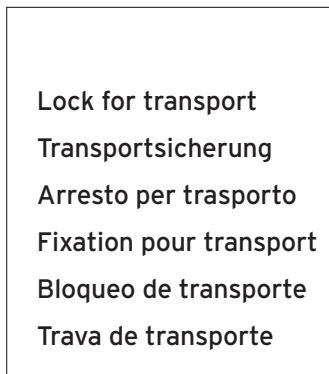 Lock for transport
Transportsicherung
Arresto per trasporto
Fixation pour transport
Bloqueo de transporte
Trava de transporte